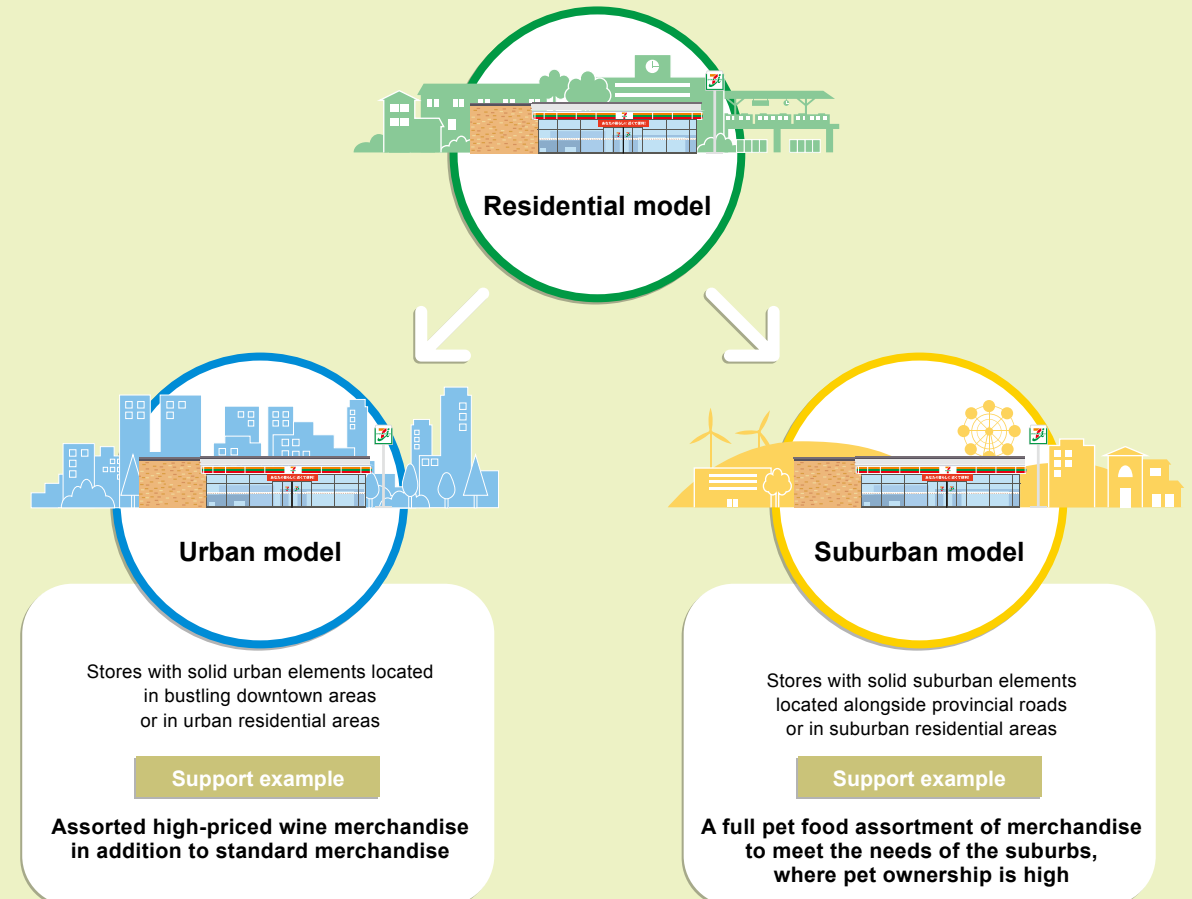 Residential model
Urban model
Stores with solid urban elements located
in bustling downtown areas
or in urban residential areas
Support example
Assorted high-priced wine merchandise
in addition to standard merchandise
Suburban model
Stores with solid suburban elements
located alongside provincial roads
or in suburban residential areas
Support example
A full pet food assortment of merchandise
to meet the needs of the suburbs,
where pet ownership is high